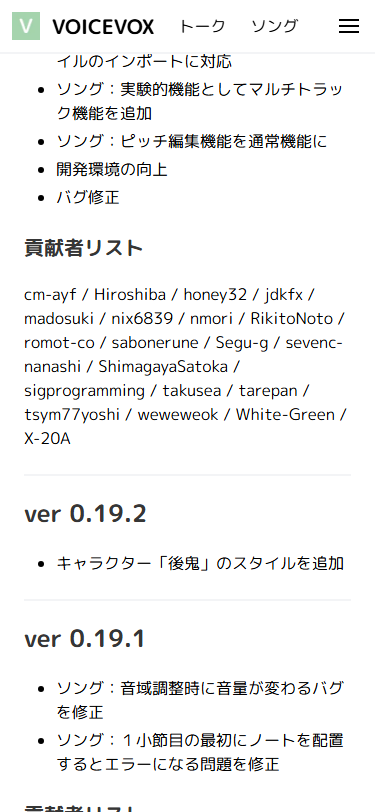 V VOICEVOX トーク ソング
イルのインポートに対応
ソング：実験的機能としてマルチトラッ
ク機能を追加
ソング：ピッチ編集機能を通常機能に
開発環境の向上
バグ修正
貢献者リスト
cm-ayf / Hiroshiba / honey32 / jdkfx /
madosuki / nix6839 / nmori / RikitoNoto /
romot-co / sabonerune / Segu-g / sevenc-
nanashi / ShimagayaSatoka /
sigprogramming / takusea / tarepan /
tsym77yoshi / weweweok / White-Green /
X-20A
ver 0.19.2
キャラクター「後鬼」のスタイルを追加
ver 0.19.1
ソング：音域調整時に音量が変わるバグ
を修正
ソング：１小節目の最初にノートを配置
するとエラーになる問題を修正
貢献者リスト